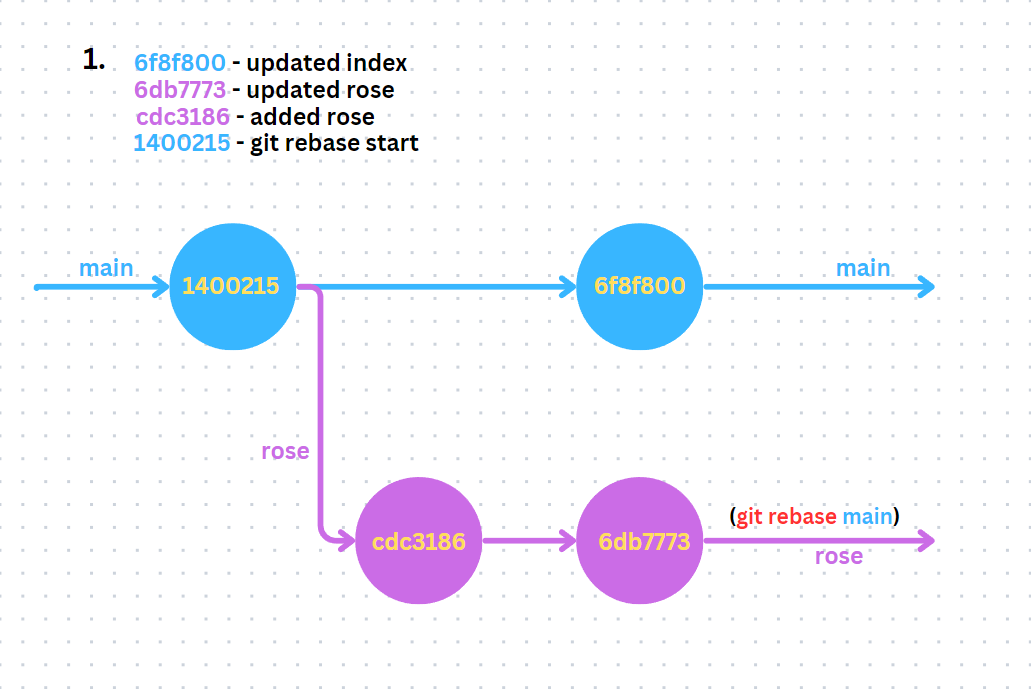 1. 6f8f800 - updated index
6db7773 - updated rose
cdc3186 - added rose
1400215 - git rebase start
main
main
1400215
6f8f800
rose
(git rebase main)
cdc3186
6db7773
rose